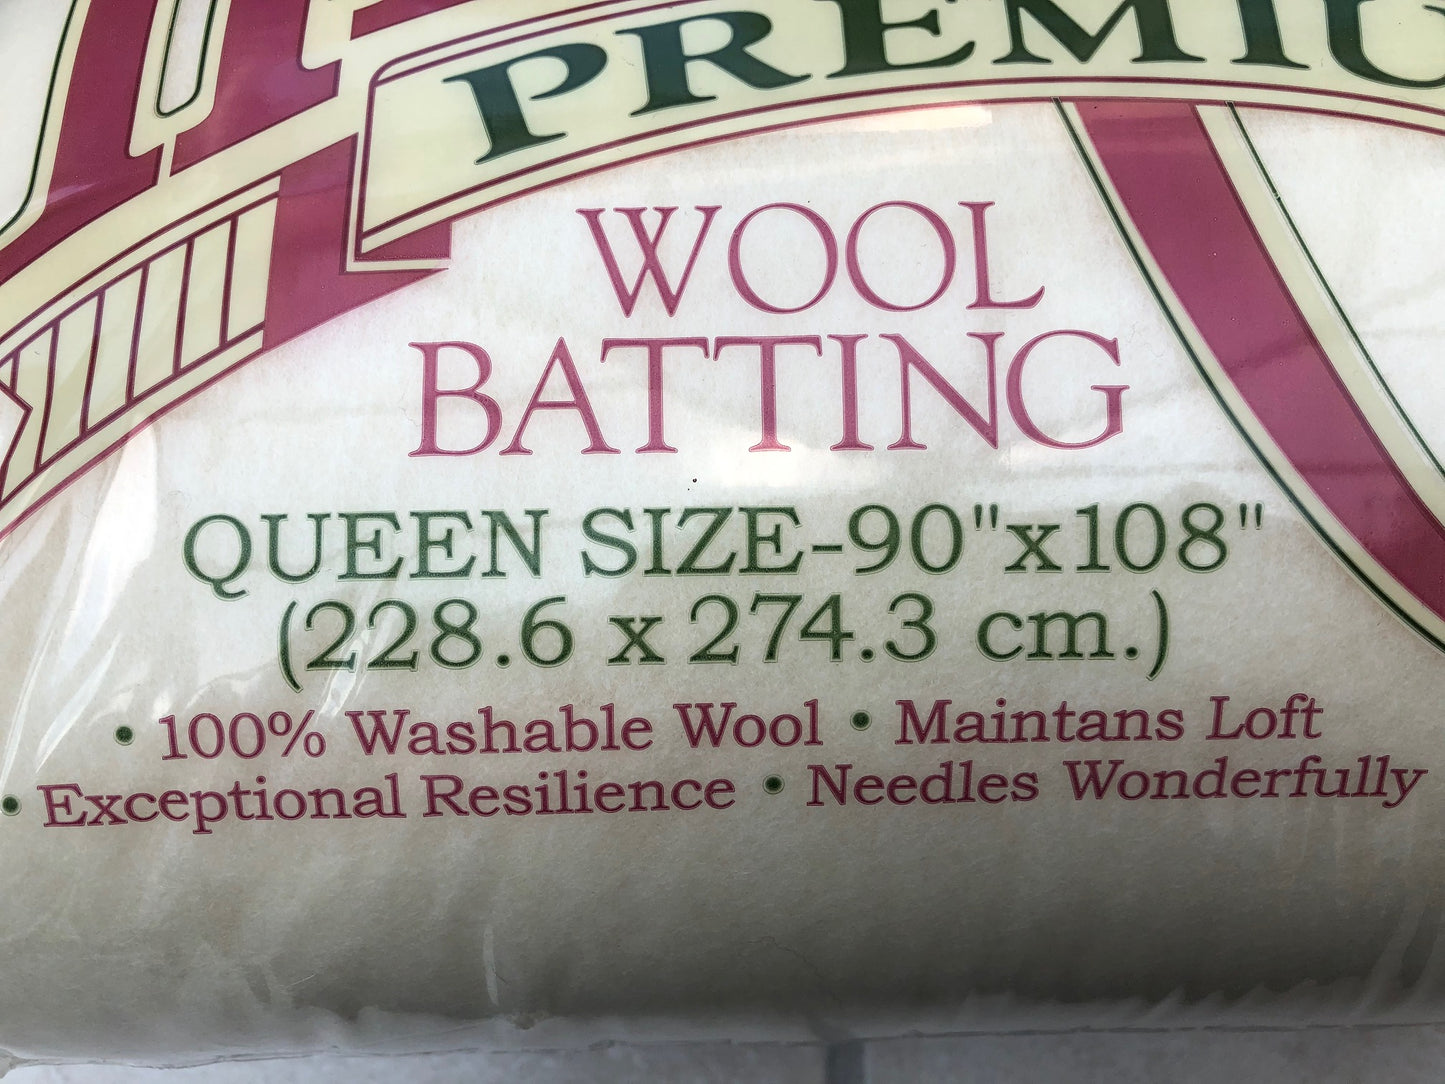 WOOL
BATTING
QUEEN SIZE-90"x108"
(228.6 x 274.3 cm.)
• 100% Washable Wool • Maintans Loft
• Exceptional Resilience • Needles Wonderfully